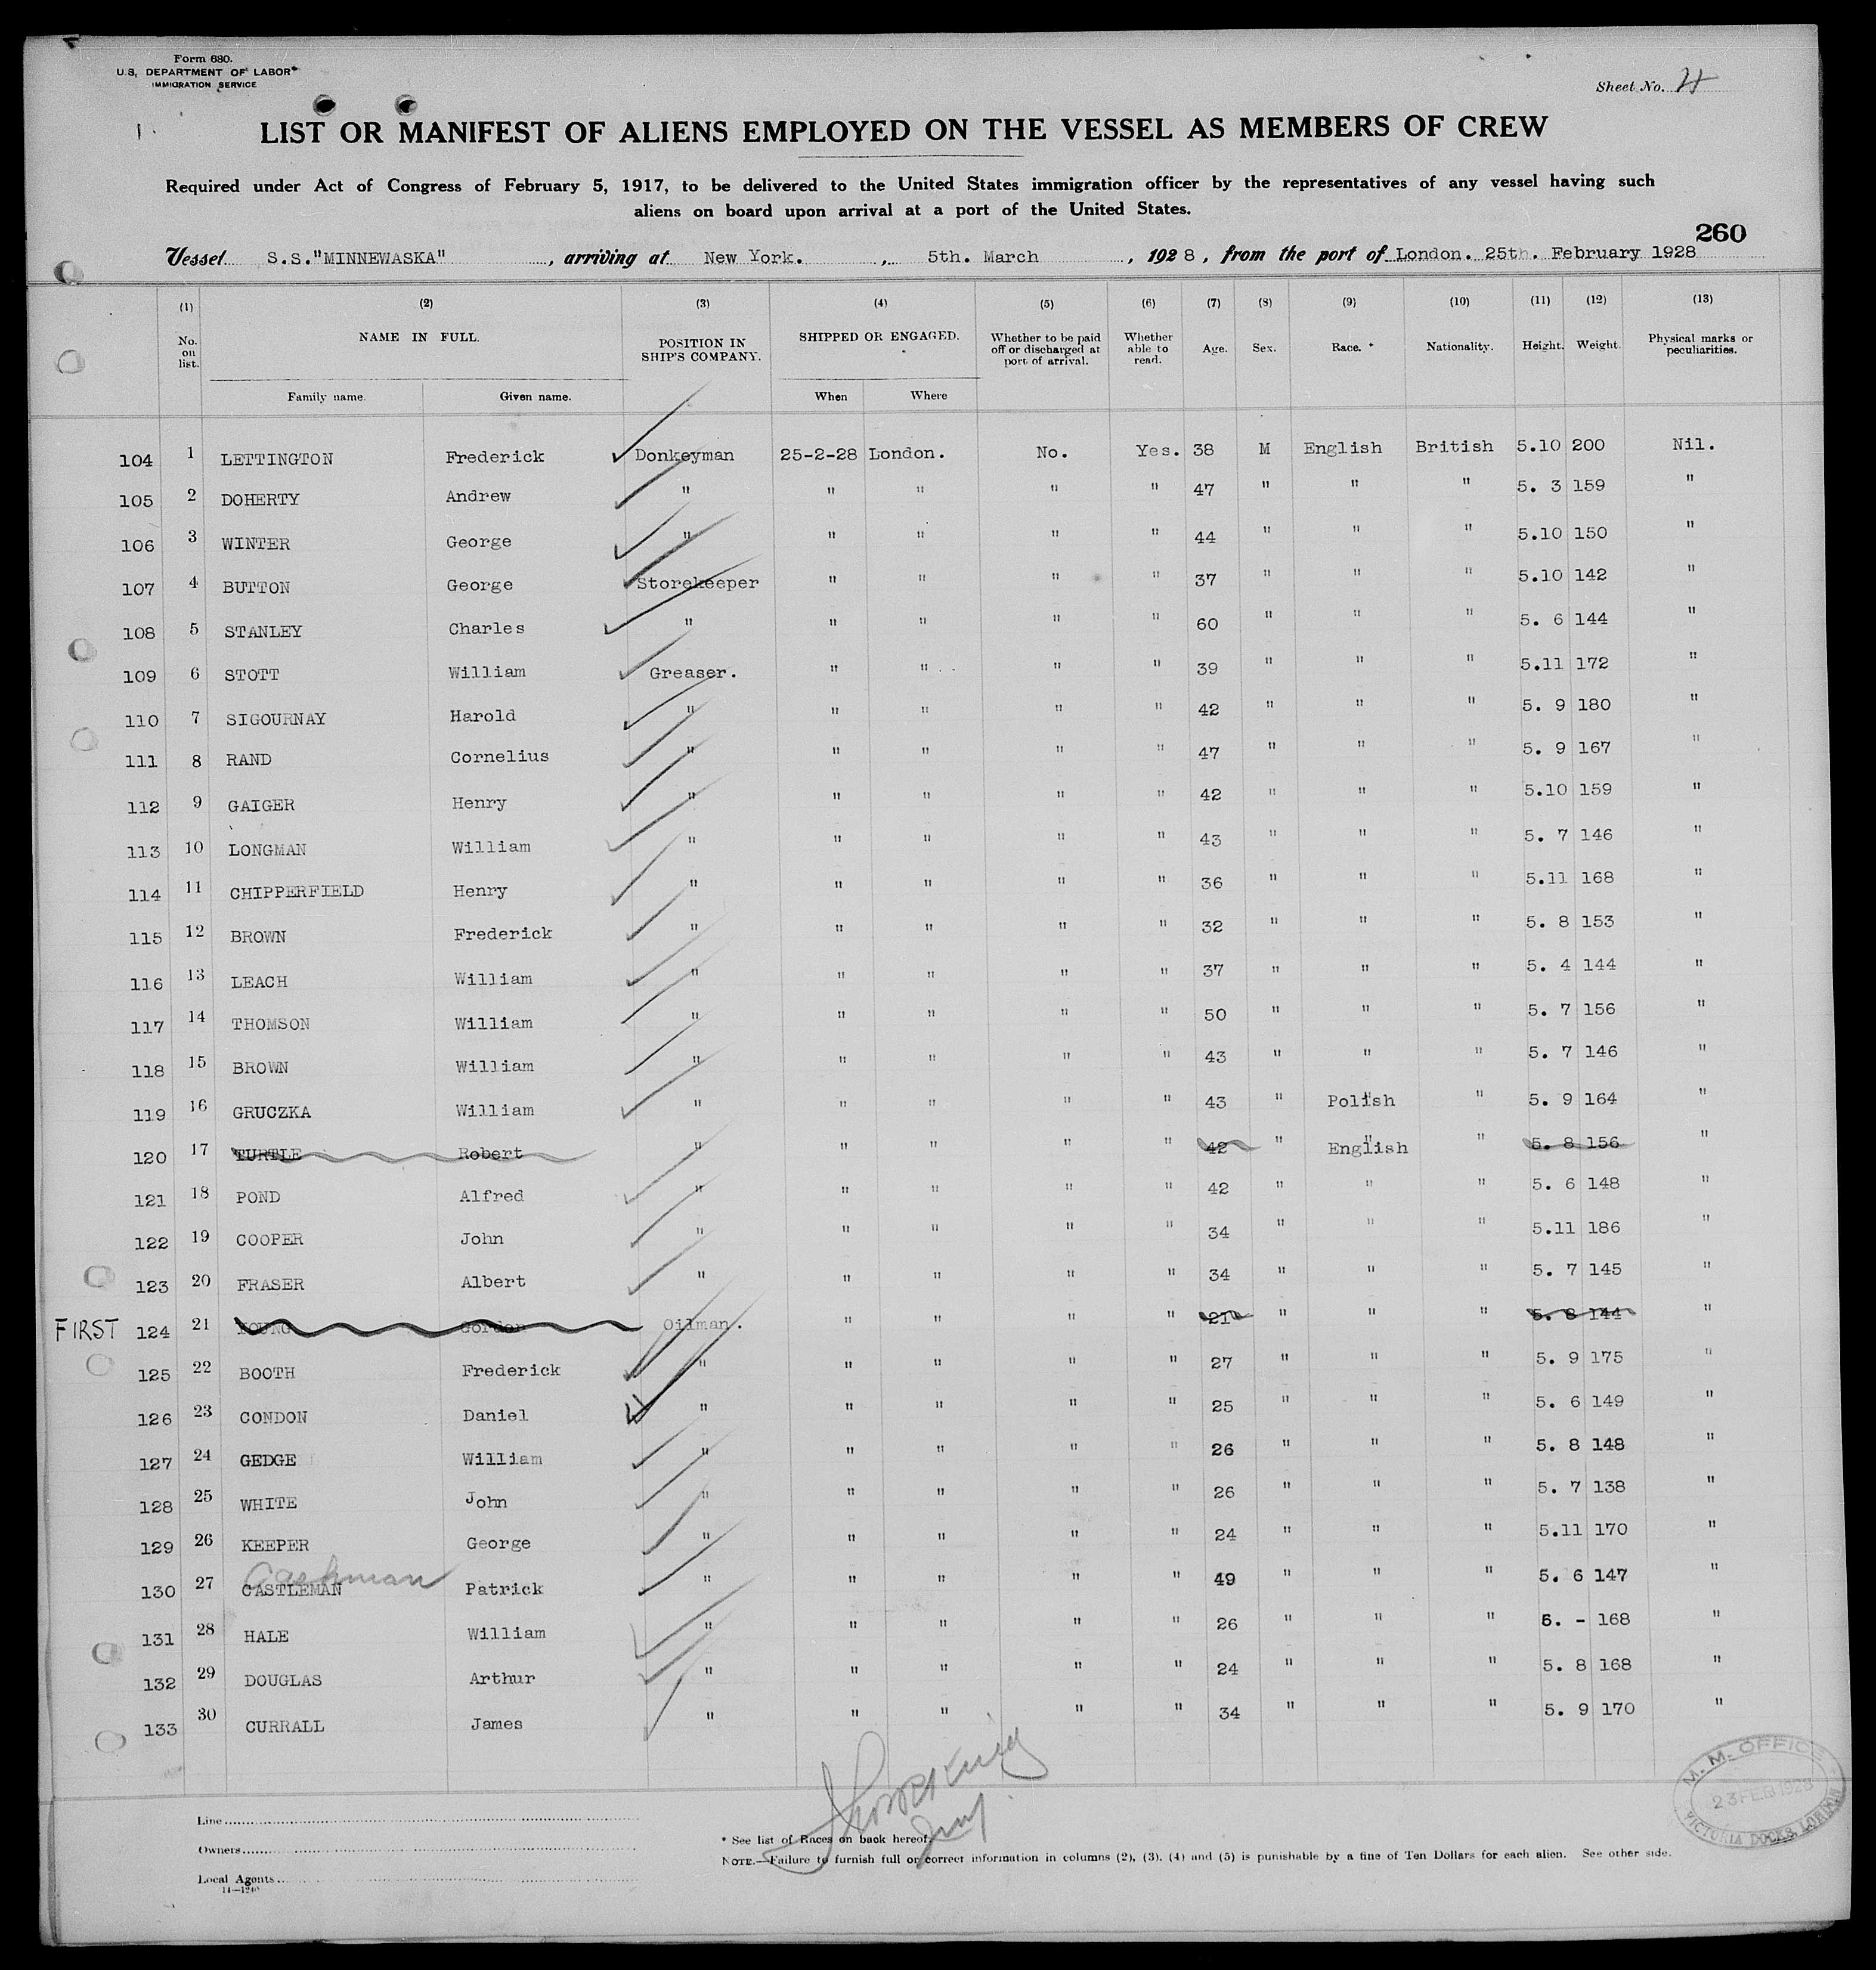 Form 680.
U.S. DEPARTMENT OF LABOR
IMMIGRATION SERVICE
Sheet No. 4
LIST OR MANIFEST OF ALIENS EMPLOYED ON THE VESSEL AS MEMBERS OF CREW
Required under Act of Congress of February 5, 1917, to be delivered to the United States immigration officer by the representatives of any vessel having such
aliens on board upon arrival at a port of the United States.
260
Vessel S.S."MINNEWASKA" , arriving at New York. , 5th. March , 1928, from the port of London. 25th. February 1928
(1) (2) (3) (4) (5) (6) (7) (8) (9) (10) (11) (12) (13)
No. on list. NAME IN FULL. POSITION IN SHIP'S COMPANY. SHIPPED OR ENGAGED. Whether to be paid off or discharged at port of arrival. Whether able to read. Age. Sex. Race. * Nationality. Height. Weight. Physical marks or peculiarities.
Family name. Given name. When Where
104 1 LETTINGTON Frederick Donkeyman 25-2-28 London. No. Yes. 38 M English British 5.10 200 Nil.
105 2 DOHERTY Andrew " " " " " 47 " " " 5. 3 159 "
106 3 WINTER George " " " " " 44 " " " 5.10 150 "
107 4 BUTTON George Storekeeper " " " " 37 " " " 5.10 142 "
108 5 STANLEY Charles " " " " " 60 " " " 5. 6 144 "
109 6 STOTT William Greaser. " " " " 39 " " " 5.11 172 "
110 7 SIGOURNAY Harold " " " " " 42 " " " 5. 9 180 "
111 8 RAND Cornelius " " " " " 47 " " " 5. 9 167 "
112 9 GAIGER Henry " " " " " 42 " " " 5.10 159 "
113 10 LONGMAN William " " " " " 43 " " " 5. 7 146 "
114 11 CHIPPERFIELD Henry " " " " " 36 " " " 5.11 168 "
115 12 BROWN Frederick " " " " " 32 " " " 5. 8 153 "
116 13 LEACH William " " " " " 37 " " " 5. 4 144 "
117 14 THOMSON William " " " " " 50 " " " 5. 7 156 "
118 15 BROWN William " " " " " 43 " " " 5. 7 146 "
119 16 GRUCZKA William " " " " " 43 " Polish " 5. 9 164 "
120 17 TURTLE Robert " " " " " 42 " English " 5. 8 156 "
121 18 POND Alfred " " " " " 42 " " " 5. 6 148 "
122 19 COOPER John " " " " " 34 " " " 5.11 186 "
123 20 FRASER Albert " " " " " 34 " " " 5. 7 145 "
FIRST 124 21 YOUNG Gordon Oilman. " " " " 21 " " " 5. 8 144 "
125 22 BOOTH Frederick " " " " " 27 " " " 5. 9 175 "
126 23 CONDON Daniel " " " " " 25 " " " 5. 6 149 "
127 24 GEDGE William " " " " " 26 " " " 5. 8 148 "
128 25 WHITE John " " " " " 26 " " " 5. 7 138 "
129 26 KEEPER George " " " " " 24 " " " 5.11 170 "
Cashman
130 27 CASTLEMAN Patrick " " " " " 49 " " " 5. 6 147 "
131 28 HALE William " " " " " 26 " " " 6. - 168 "
132 29 DOUGLAS Arthur " " " " " 24 " " " 5. 8 168 "
133 30 CURRALL James " " " " " 34 " " " 5. 9 170 "
M. M. OFFICE
23 FEB 1928
VICTORIA DOCKS, LONDON
Line
Owners
Local Agents
14—1240
* See list of Races on back hereof.
NOTE.—Failure to furnish full or correct information in columns (2), (3), (4) and (5) is punishable by a fine of Ten Dollars for each alien. See other side.